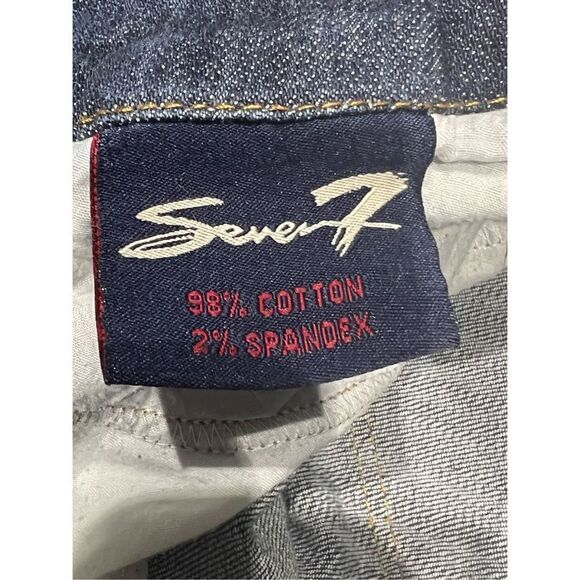 Seven7
98% COTTON
2% SPANDEX